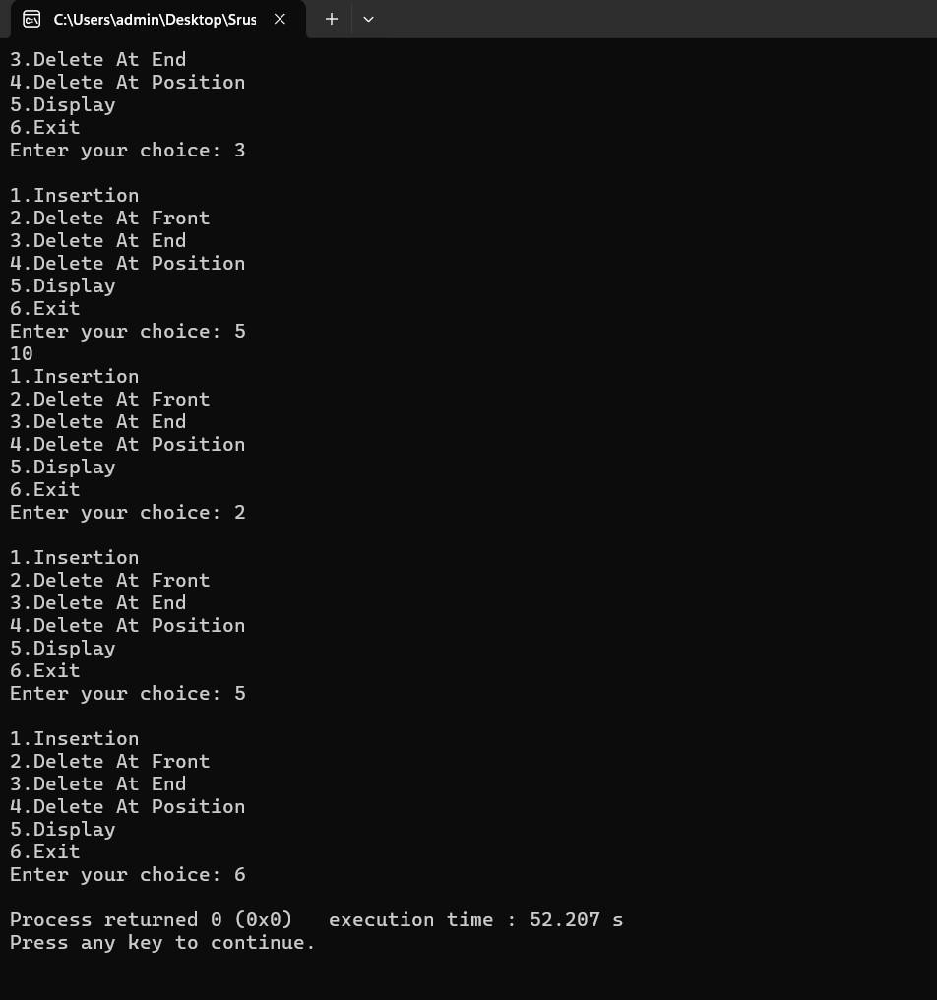 C:\Users\admin\Desktop\Srus
3.Delete At End
4.Delete At Position
5.Display
6.Exit
Enter your choice: 3
1.Insertion
2.Delete At Front
3.Delete At End
4.Delete At Position
5.Display
6.Exit
Enter your choice: 5
10
1.Insertion
2.Delete At Front
3.Delete At End
4.Delete At Position
5.Display
6.Exit
Enter your choice: 2
1.Insertion
2.Delete At Front
3.Delete At End
4.Delete At Position
5.Display
6.Exit
Enter your choice: 5
1.Insertion
2.Delete At Front
3.Delete At End
4.Delete At Position
5.Display
6.Exit
Enter your choice: 6
Process returned 0 (0x0)   execution time : 52.207 s
Press any key to continue.